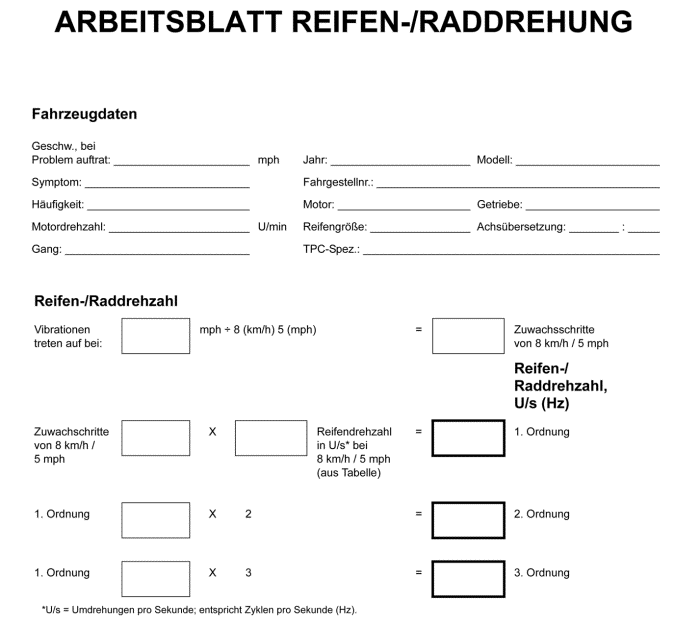 ARBEITSBLATT REIFEN-/RADDREHUNG
Fahrzeugdaten
Geschw., bei
Problem auftrat: ______________________ mph Jahr: ______________________ Modell: ______________________
Symptom: ______________________ Fahrgestellnr.: ______________________
Häufigkeit: ______________________ Motor: ______________________ Getriebe: ______________________
Motordrehzahl: ______________________ U/min Reifengröße: ________________ Achsübersetzung: ________ : _____
Gang: ______________________ TPC-Spez.: ______________________
Reifen-/Raddrehzahl
Vibrationen
treten auf bei:
mph ÷ 8 (km/h) 5 (mph) =
Zuwachsschritte
von 8 km/h / 5 mph
Reifen-/
Raddrehzahl,
U/s (Hz)
Zuwachschritte
von 8 km/h /
5 mph
X
Reifendrehzahl
in U/s* bei
8 km/h / 5 mph
(aus Tabelle)
= 1. Ordnung
1. Ordnung X 2 = 2. Ordnung
1. Ordnung X 3 = 3. Ordnung
*U/s = Umdrehungen pro Sekunde; entspricht Zyklen pro Sekunde (Hz).